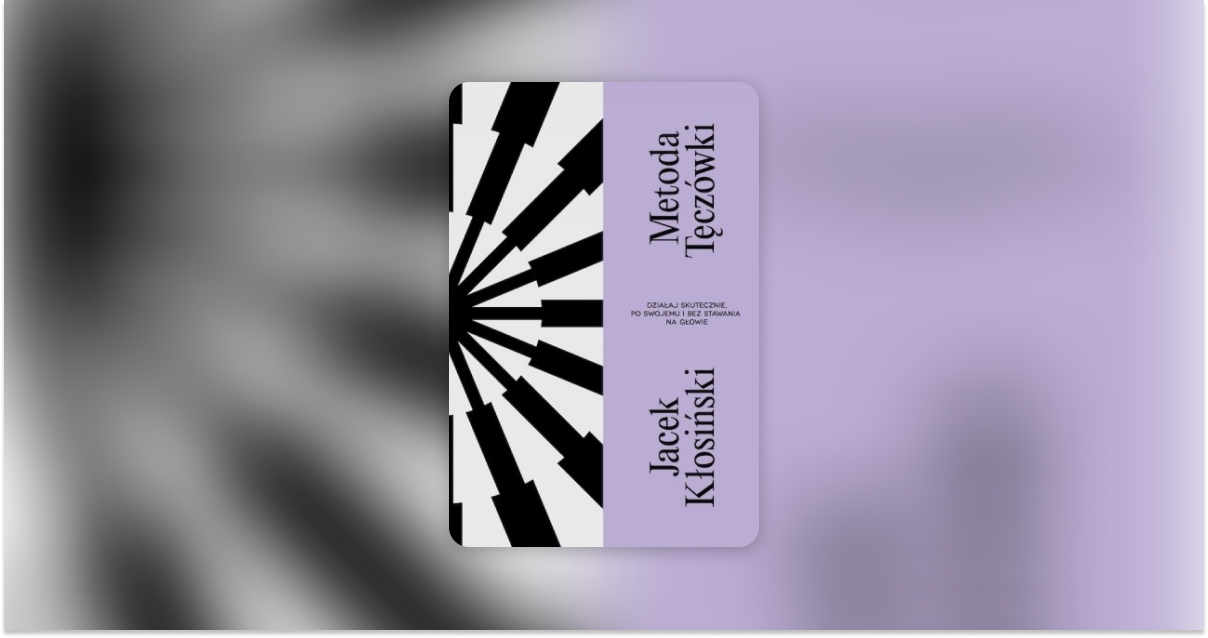 Metoda
Tęczówki
DZIAŁAJ SKUTECZNIE,
PO SWOJEMU I BEZ STAWANIA
NA GŁOWIE
Jacek
Kłosiński